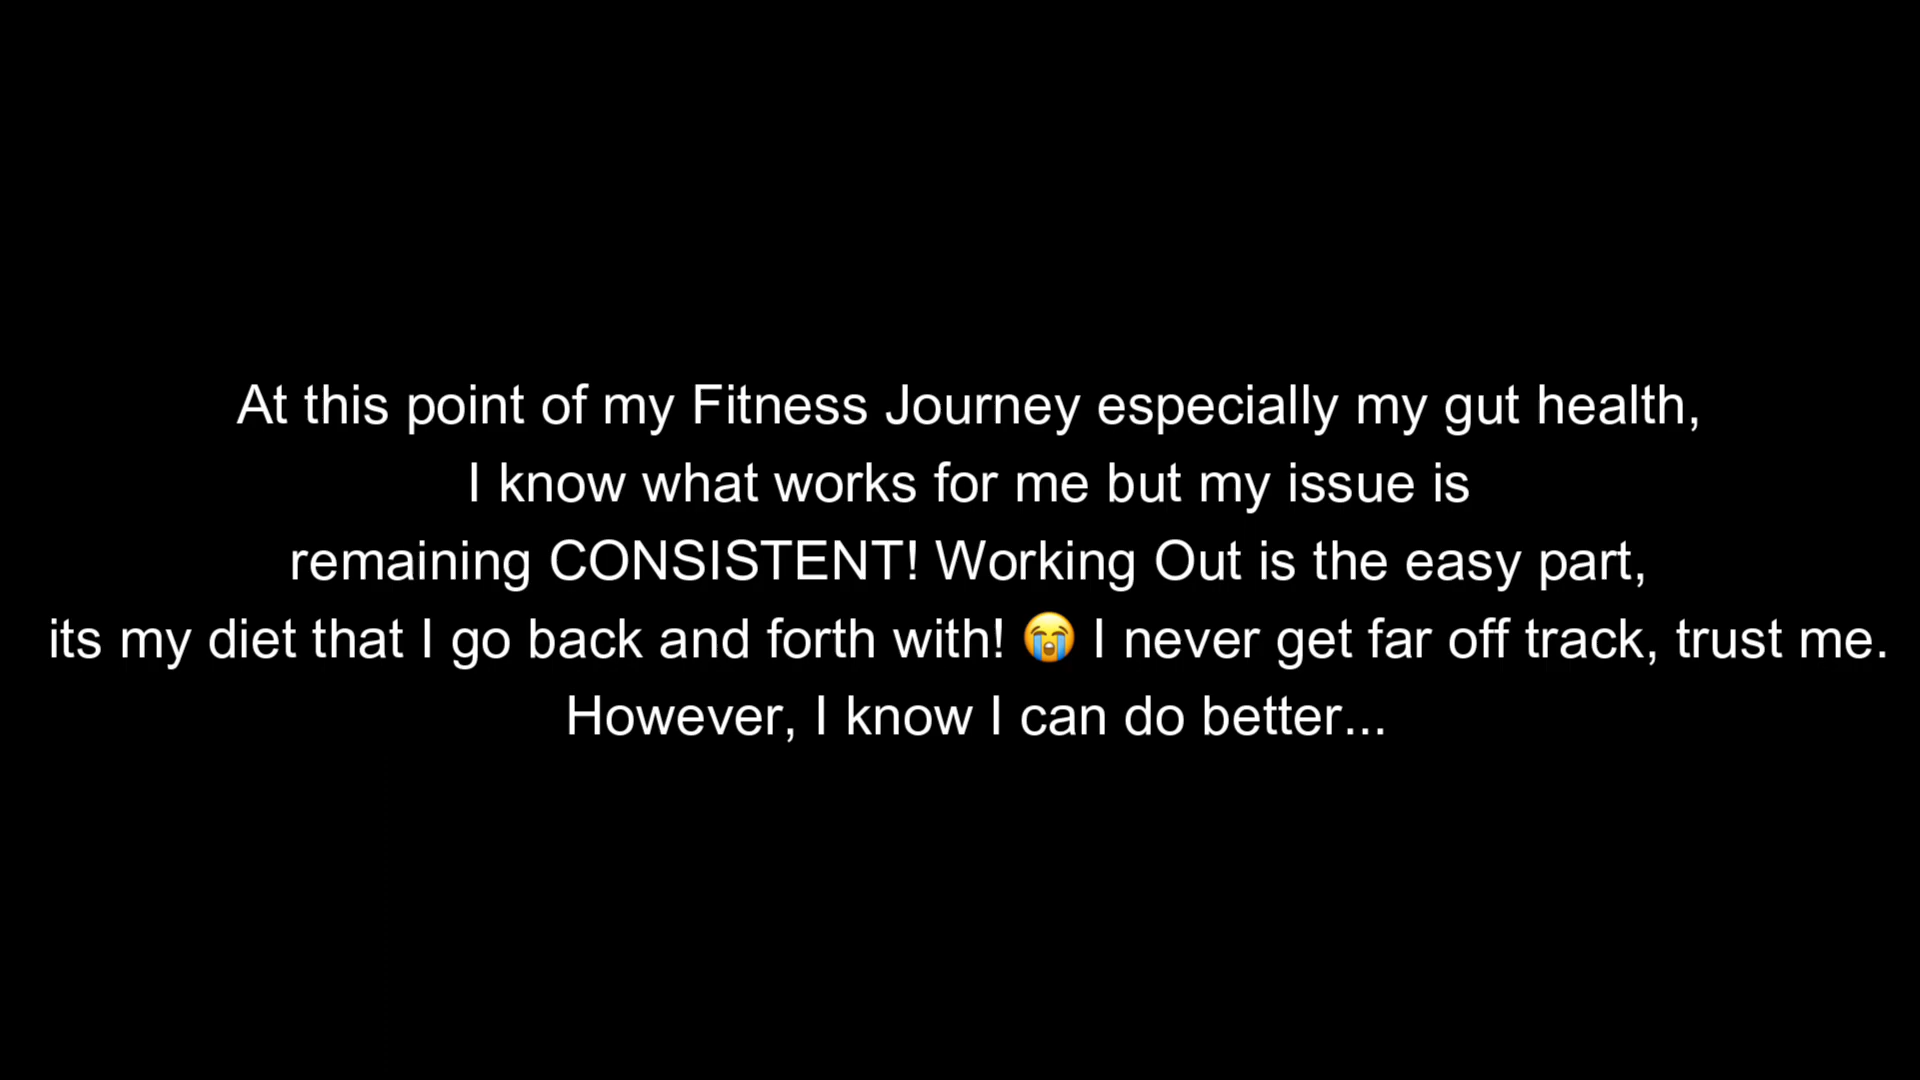 At this point of my Fitness Journey especially my gut health,
I know what works for me but my issue is
remaining CONSISTENT! Working Out is the easy part,
its my diet that I go back and forth with! 😭 I never get far off track, trust me.
However, I know I can do better...